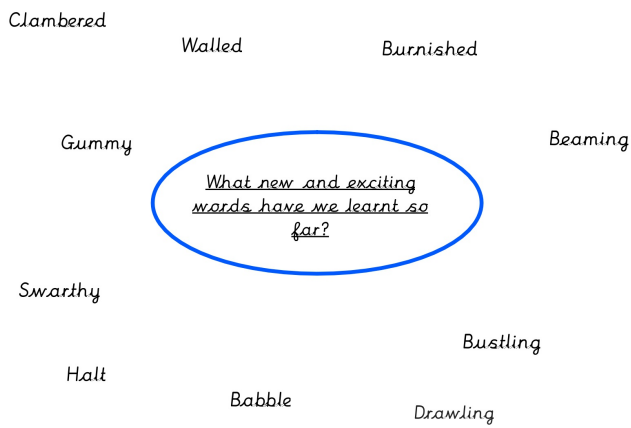 Clambered
Walled
Burnished
Gummy
Beaming
What new and exciting
words have we learnt so
far?
Swarthy
Bustling
Halt
Babble
Drawling